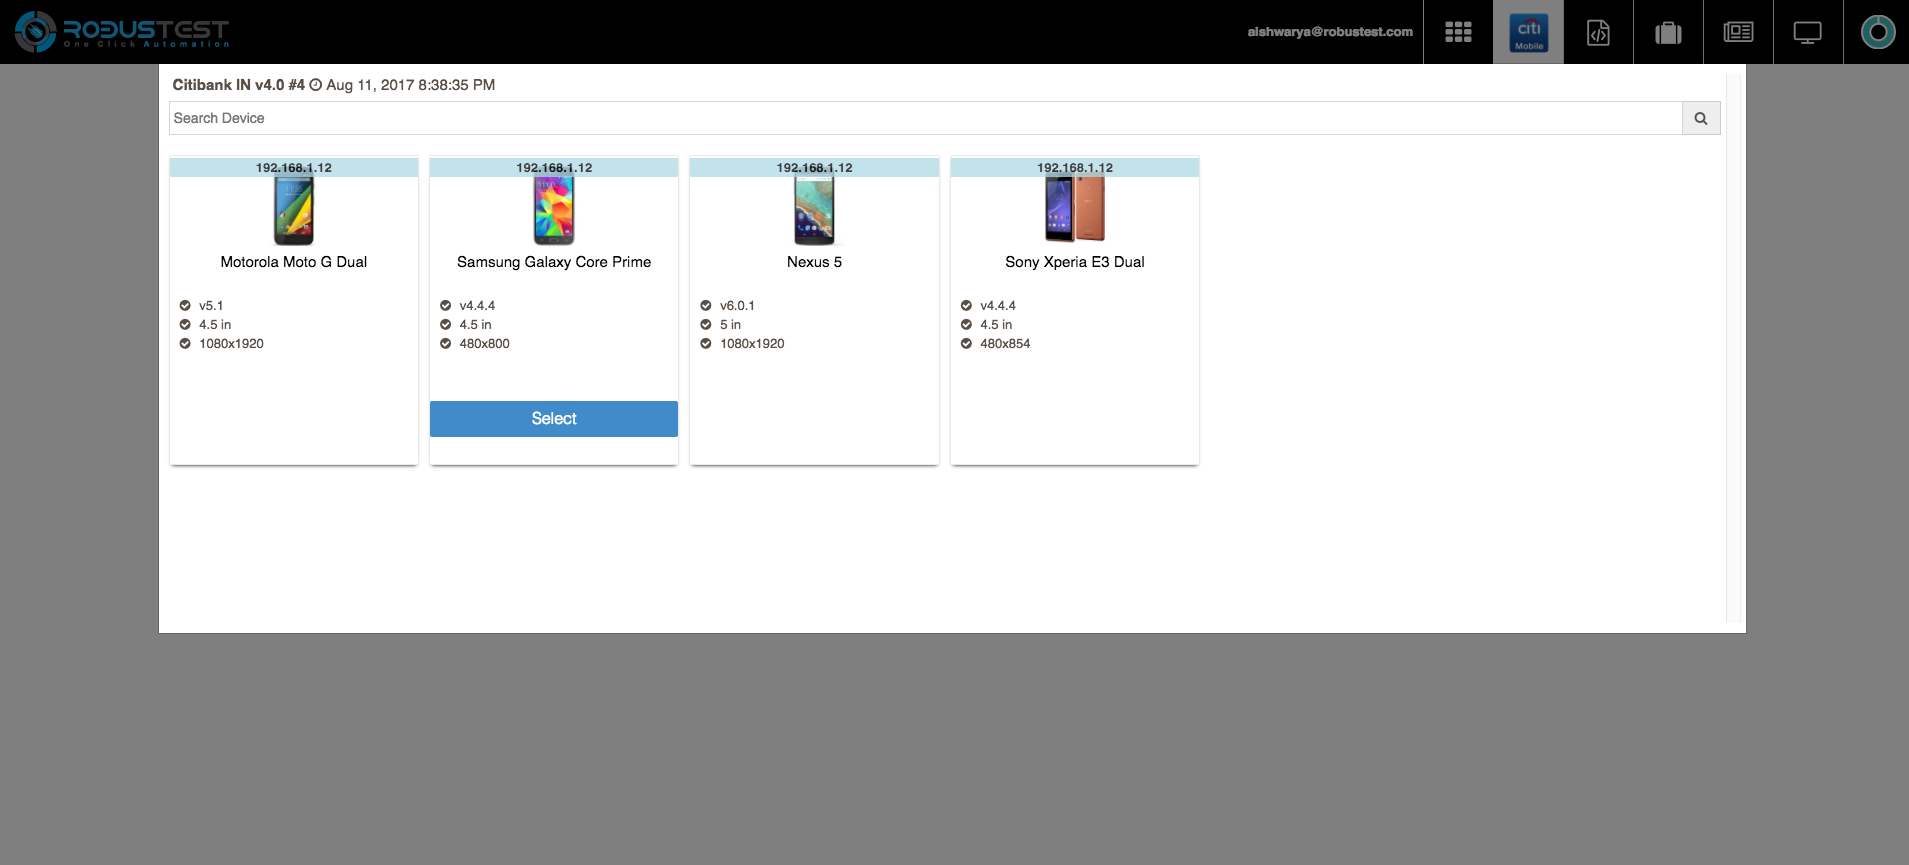 ROBUSTEST
One Click Automation
aishwarya@robustest.com
citi
Mobile
Citibank IN v4.0 #4 Aug 11, 2017 8:38:35 PM
Search Device
192.168.1.12
Motorola Moto G Dual
v5.1
4.5 in
1080x1920
192.168.1.12
Samsung Galaxy Core Prime
v4.4.4
4.5 in
480x800
Select
192.168.1.12
Nexus 5
v6.0.1
5 in
1080x1920
192.168.1.12
Sony Xperia E3 Dual
v4.4.4
4.5 in
480x854